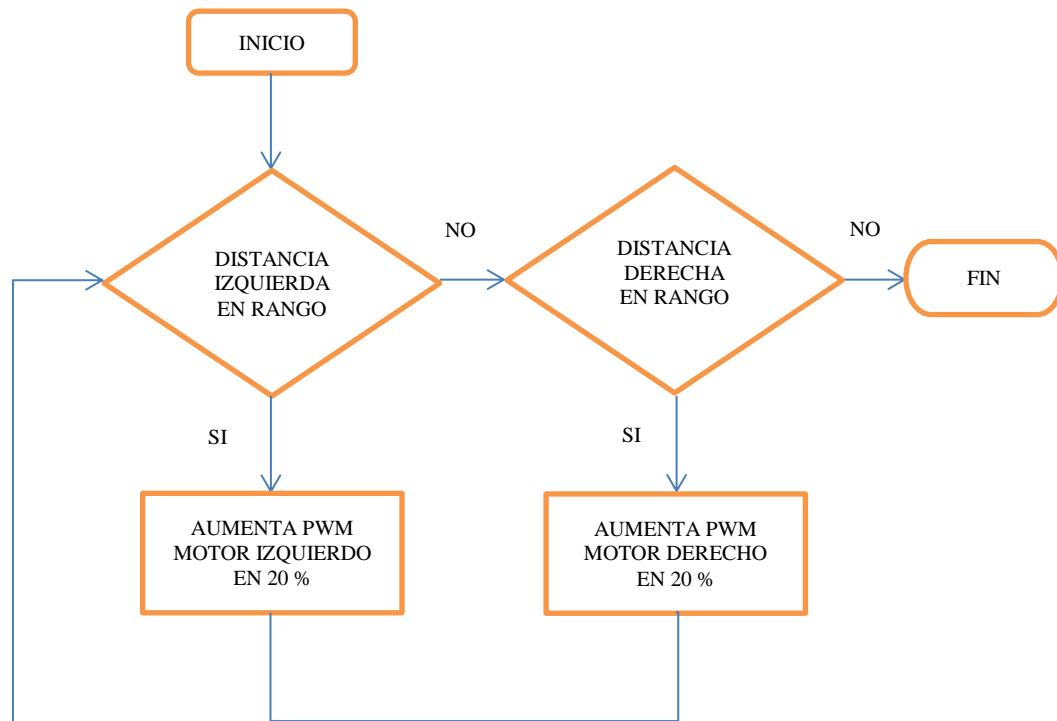 INICIO
DISTANCIA
IZQUIERDA
EN RANGO
NO
DISTANCIA
DERECHA
EN RANGO
NO
FIN
SI
SI
AUMENTA PWM
MOTOR IZQUIERDO
EN 20 %
AUMENTA PWM
MOTOR DERECHO
EN 20 %